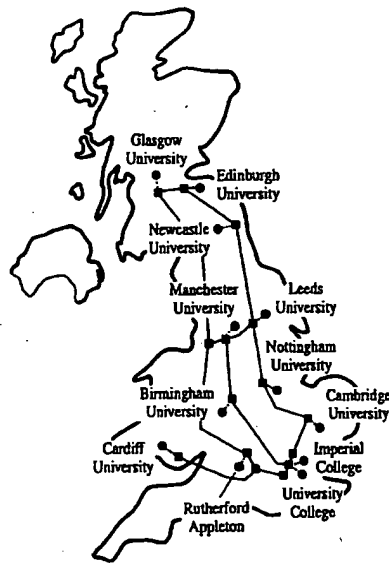 Glasgow
University
Edinburgh
University
Newcastle
University
Manchester
University
Leeds
University
Nottingham
University
Birmingham
University
Cambridge
University
Cardiff
University
Imperial
College
University
College
Rutherford
Appleton